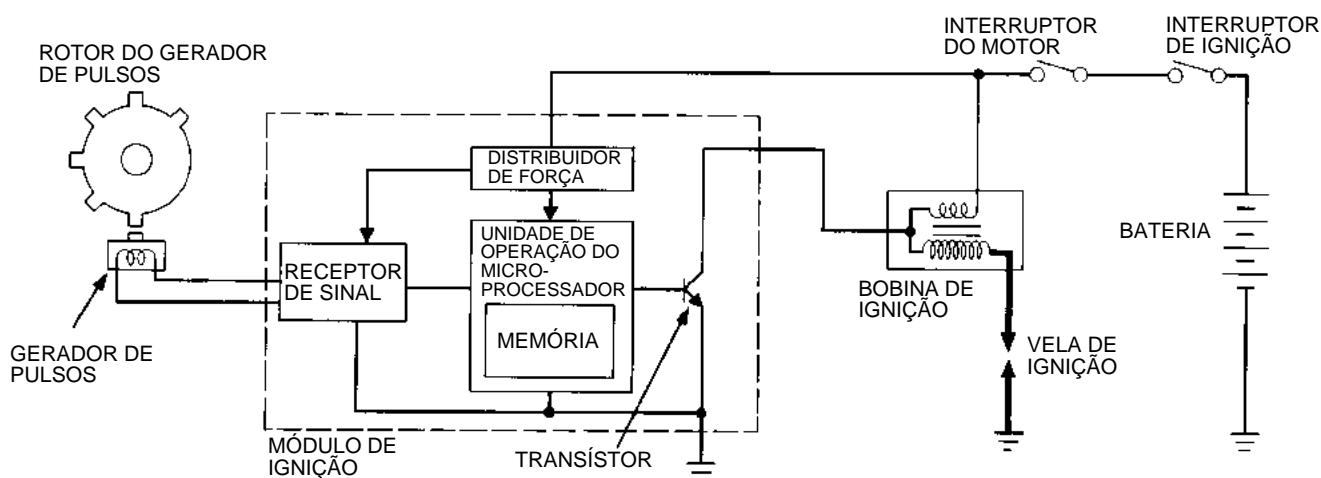 INTERRUPTOR
DO MOTOR
INTERRUPTOR
DE IGNIÇÃO
ROTOR DO GERADOR
DE PULSOS
DISTRIBUIDOR
DE FORÇA
UNIDADE DE
OPERAÇÃO DO
MICRO-
PROCESSADOR
MEMÓRIA
RECEPTOR
DE SINAL
BATERIA
BOBINA DE
IGNIÇÃO
VELA DE
IGNIÇÃO
GERADOR DE
PULSOS
MÓDULO DE
IGNIÇÃO
TRANSÍSTOR